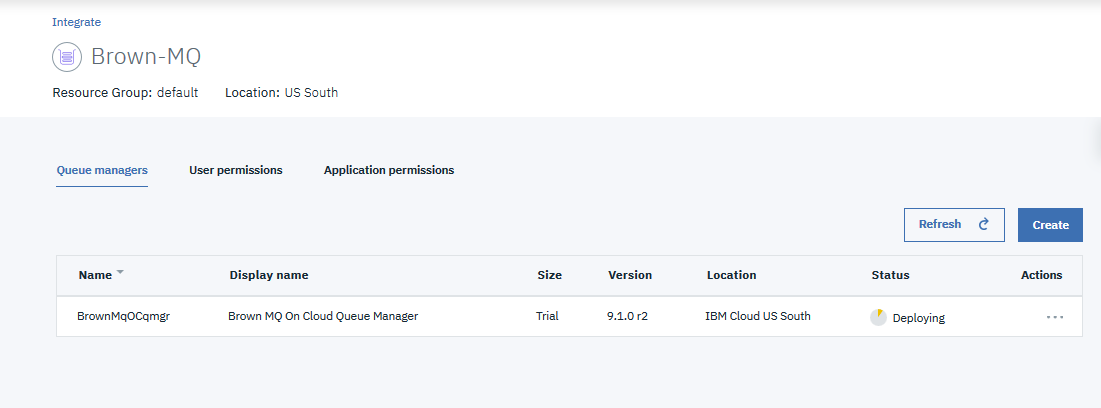 Integrate
Brown-MQ
Resource Group: default Location: US South
Queue managers User permissions Application permissions
Refresh Create
Name Display name Size Version Location Status Actions
BrownMqOCqmgr Brown MQ On Cloud Queue Manager Trial 9.1.0 r2 IBM Cloud US South Deploying